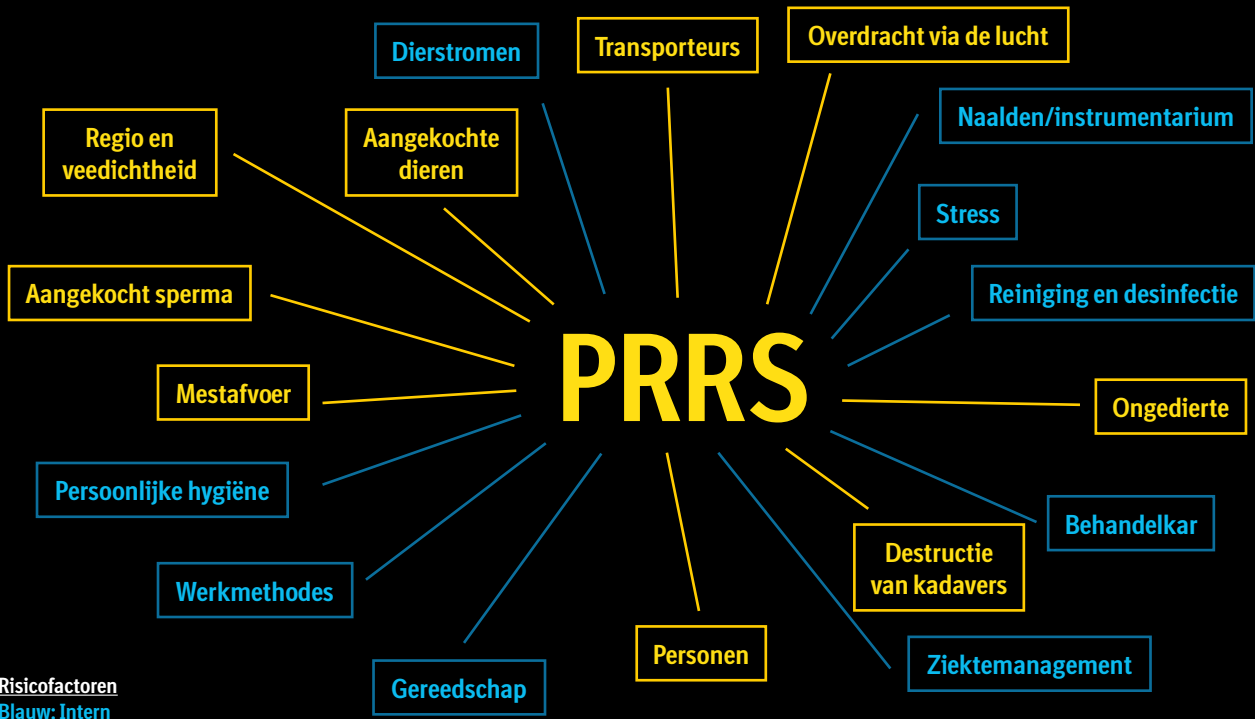 Transporteurs
Overdracht via de lucht
Dierstromen
Naalden/instrumentarium
Regio en
veedichtheid
Aangekochte
dieren
Stress
Aangekocht sperma
Reiniging en desinfectie
PRRS
Mestafvoer
Ongedierte
Persoonlijke hygiëne
Behandelkar
Destructie
van kadavers
Werkmethodes
Personen
Ziektemanagement
Gereedschap
Risicofactoren
Blauw: Intern